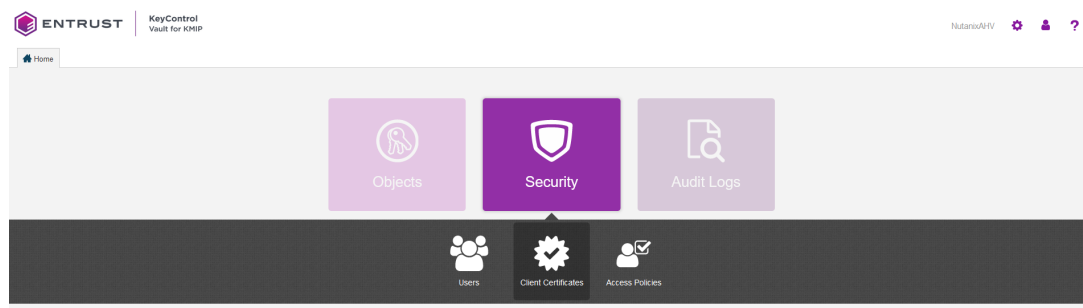 ENTRUST
KeyControl
Vault for KMIP
NutanixAHV
?
Home
Objects
Security
Audit Logs
Users
Client Certificates
Access Policies